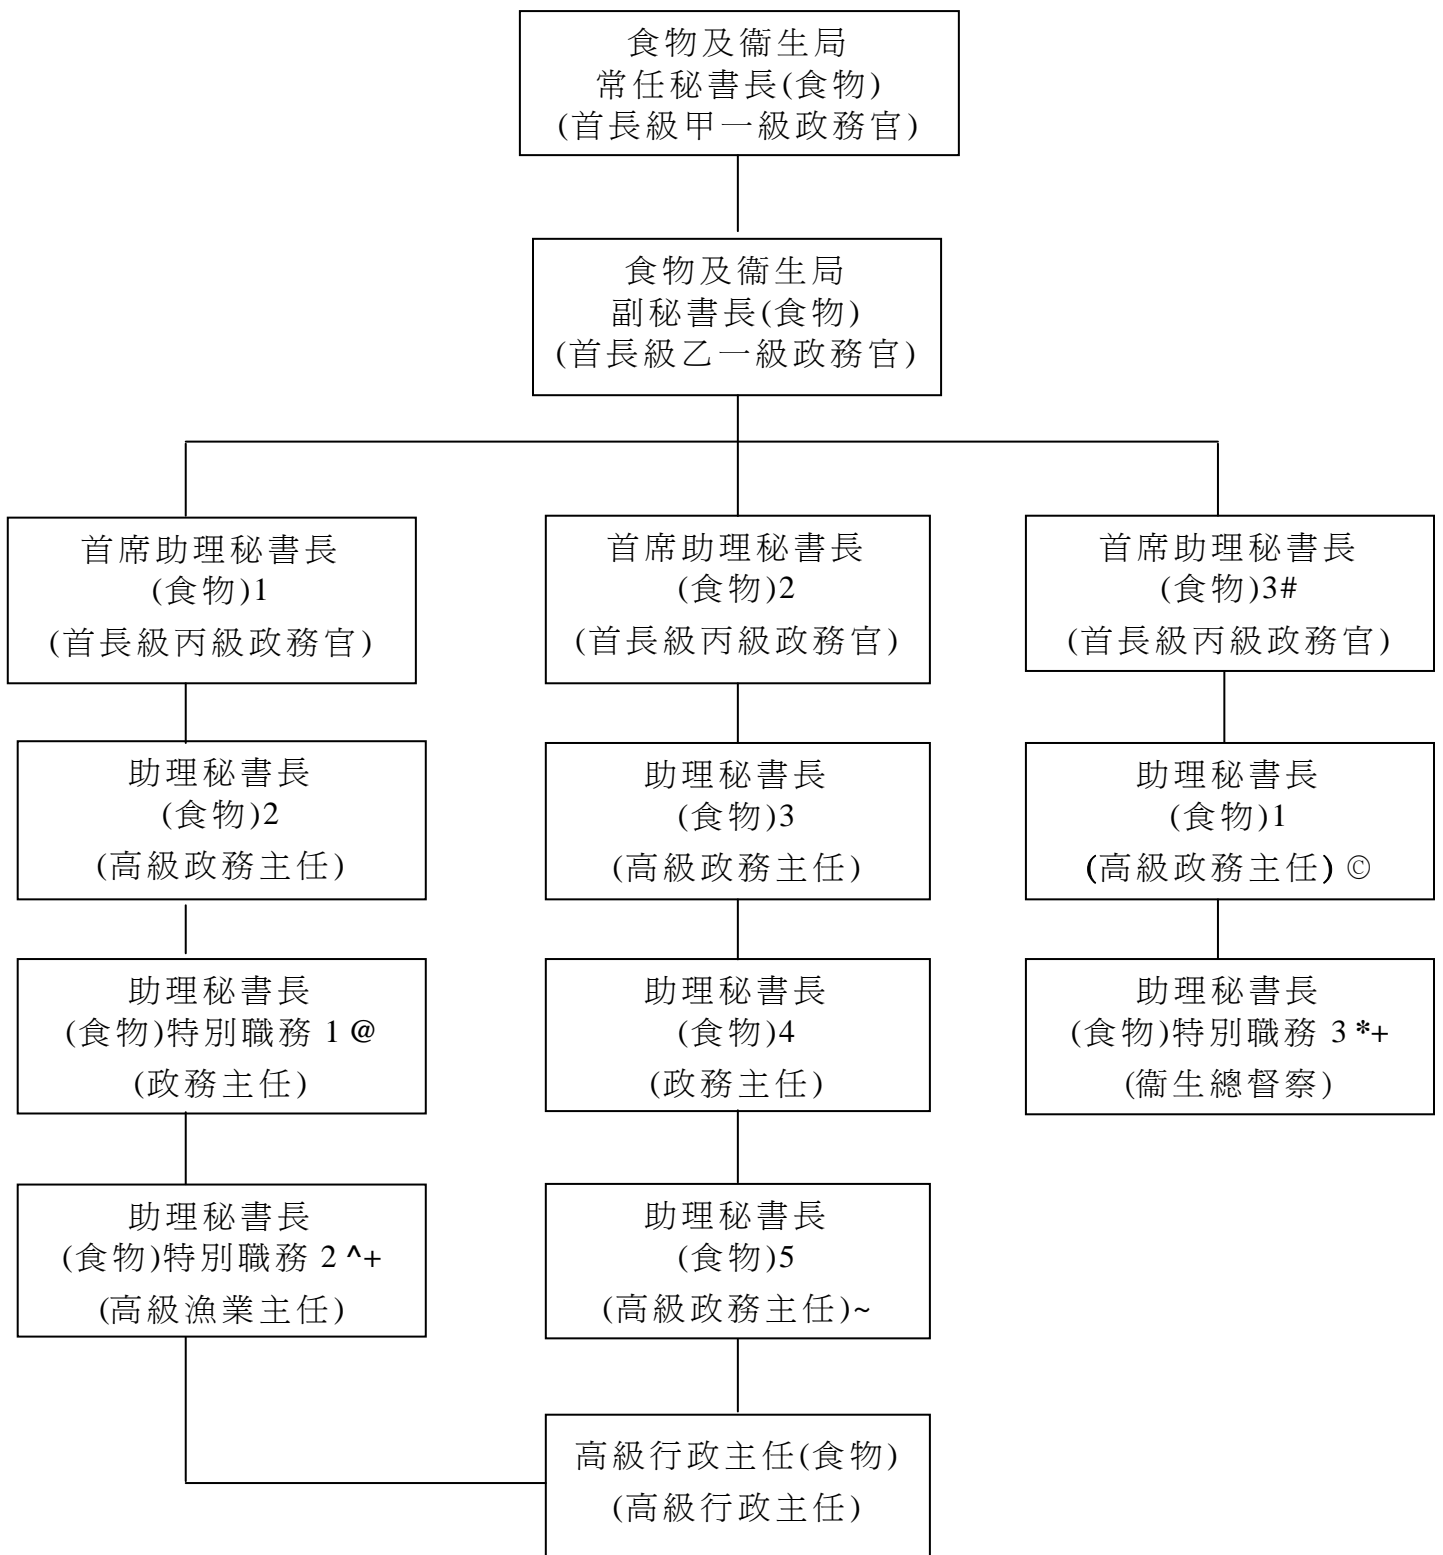 食物及衞生局
常任秘書長(食物)
(首長級甲一級政務官)
食物及衞生局
副秘書長(食物)
(首長級乙一級政務官)
首席助理秘書長
(食物)1
(首長級丙級政務官)
首席助理秘書長
(食物)2
(首長級丙級政務官)
首席助理秘書長
(食物)3#
(首長級丙級政務官)
助理秘書長
(食物)2
(高級政務主任)
助理秘書長
(食物)3
(高級政務主任)
助理秘書長
(食物)1
(高級政務主任) ©
助理秘書長
(食物)特別職務 1 @
(政務主任)
助理秘書長
(食物)4
(政務主任)
助理秘書長
(食物)特別職務 3 *+
(衞生總督察)
助理秘書長
(食物)特別職務 2 ^+
(高級漁業主任)
助理秘書長
(食物)5
(高級政務主任)~
高級行政主任(食物)
(高級行政主任)